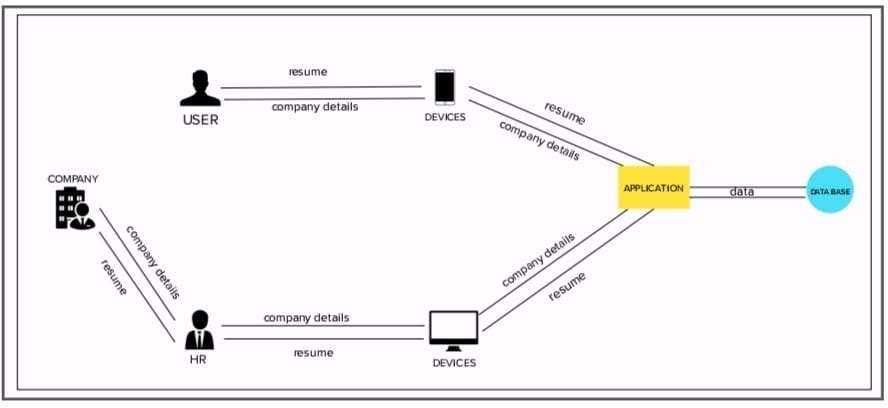 resume
USER
company details
DEVICES
resume
company details
COMPANY
APPLICATION
data
DATA BASE
company details
resume
company details
resume
HR
company details
resume
DEVICES